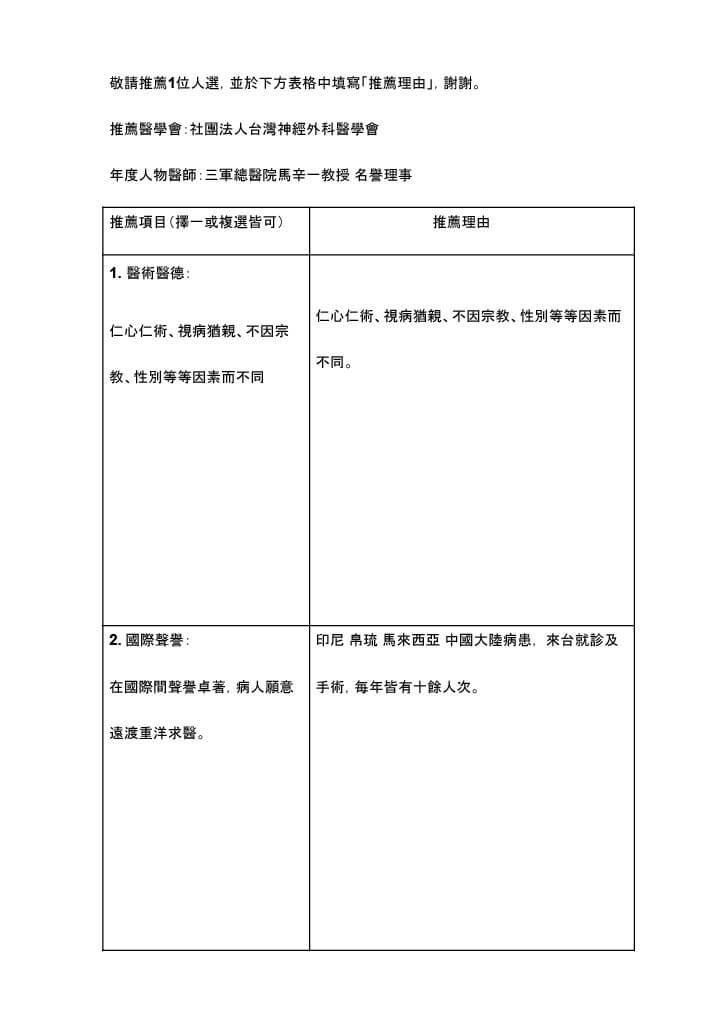 敬請推薦1位人選，並於下方表格中填寫「推薦理由」，謝謝。
推薦醫學會：社團法人台灣神經外科醫學會
年度人物醫師：三軍總醫院馬辛一教授 名譽理事
推薦項目（擇一或複選皆可）
推薦理由
1. 醫術醫德：
仁心仁術、視病猶親、不因宗
教、性別等等因素而不同
仁心仁術、視病猶親、不因宗教、性別等等因素而
不同。
2. 國際聲譽：
在國際間聲譽卓著，病人願意
遠渡重洋求醫。
印尼 帛琉 馬來西亞 中國大陸病患， 來台就診及
手術，每年皆有十餘人次。